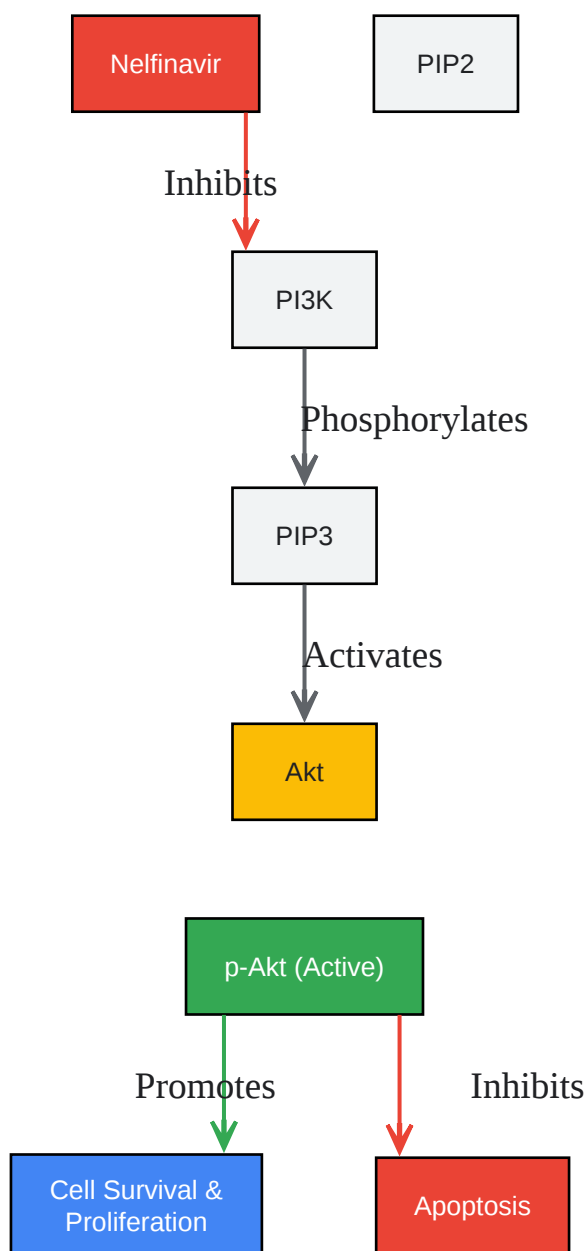 Nelfinavir
PIP2
Inhibits
PI3K
Phosphorylates
PIP3
Activates
Akt
p-Akt (Active)
Promotes
Inhibits
Cell Survival &
Proliferation
Apoptosis